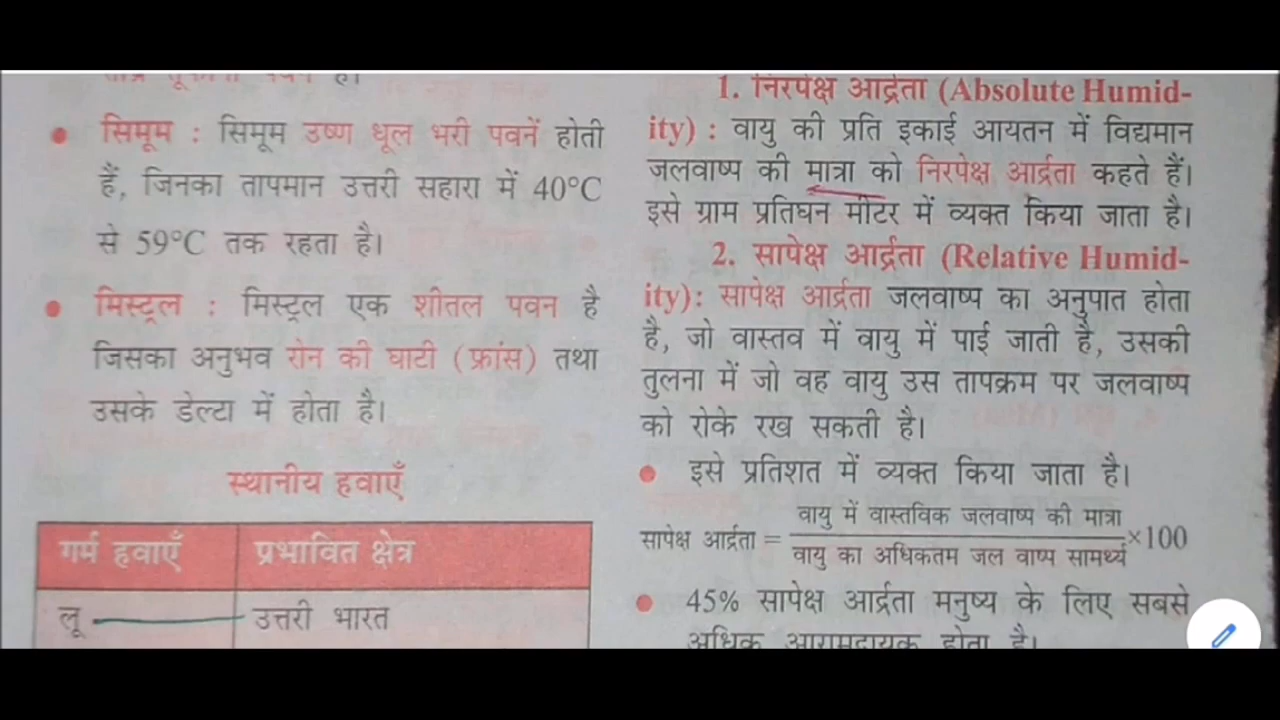 • सिमूम : सिमूम उष्ण धूल भरी पवनें होती
हैं, जिनका तापमान उत्तरी सहारा में 40°C
से 59°C तक रहता है।
• मिस्ट्रल : मिस्ट्रल एक शीतल पवन है
जिसका अनुभव रोन की घाटी (फ्रांस) तथा
उसके डेल्टा में होता है।
स्थानीय हवाएँ
गर्म हवाएँ प्रभावित क्षेत्र
लू उत्तरी भारत
1. निरपेक्ष आर्द्रता (Absolute Humid-
ity) : वायु की प्रति इकाई आयतन में विद्यमान
जलवाष्प की मात्रा को निरपेक्ष आर्द्रता कहते हैं।
इसे ग्राम प्रतिघन मीटर में व्यक्त किया जाता है।
2. सापेक्ष आर्द्रता (Relative Humid-
ity): सापेक्ष आर्द्रता जलवाष्प का अनुपात होता
है, जो वास्तव में वायु में पाई जाती है, उसकी
तुलना में जो वह वायु उस तापक्रम पर जलवाष्प
को रोके रख सकती है।
• इसे प्रतिशत में व्यक्त किया जाता है।
वायु में वास्तविक जलवाष्प की मात्रा
सापेक्ष आर्द्रता = ×100
वायु का अधिकतम जल वाष्प सामर्थ्य
• 45% सापेक्ष आर्द्रता मनुष्य के लिए सबसे
अधिक आरामदायक होता है।